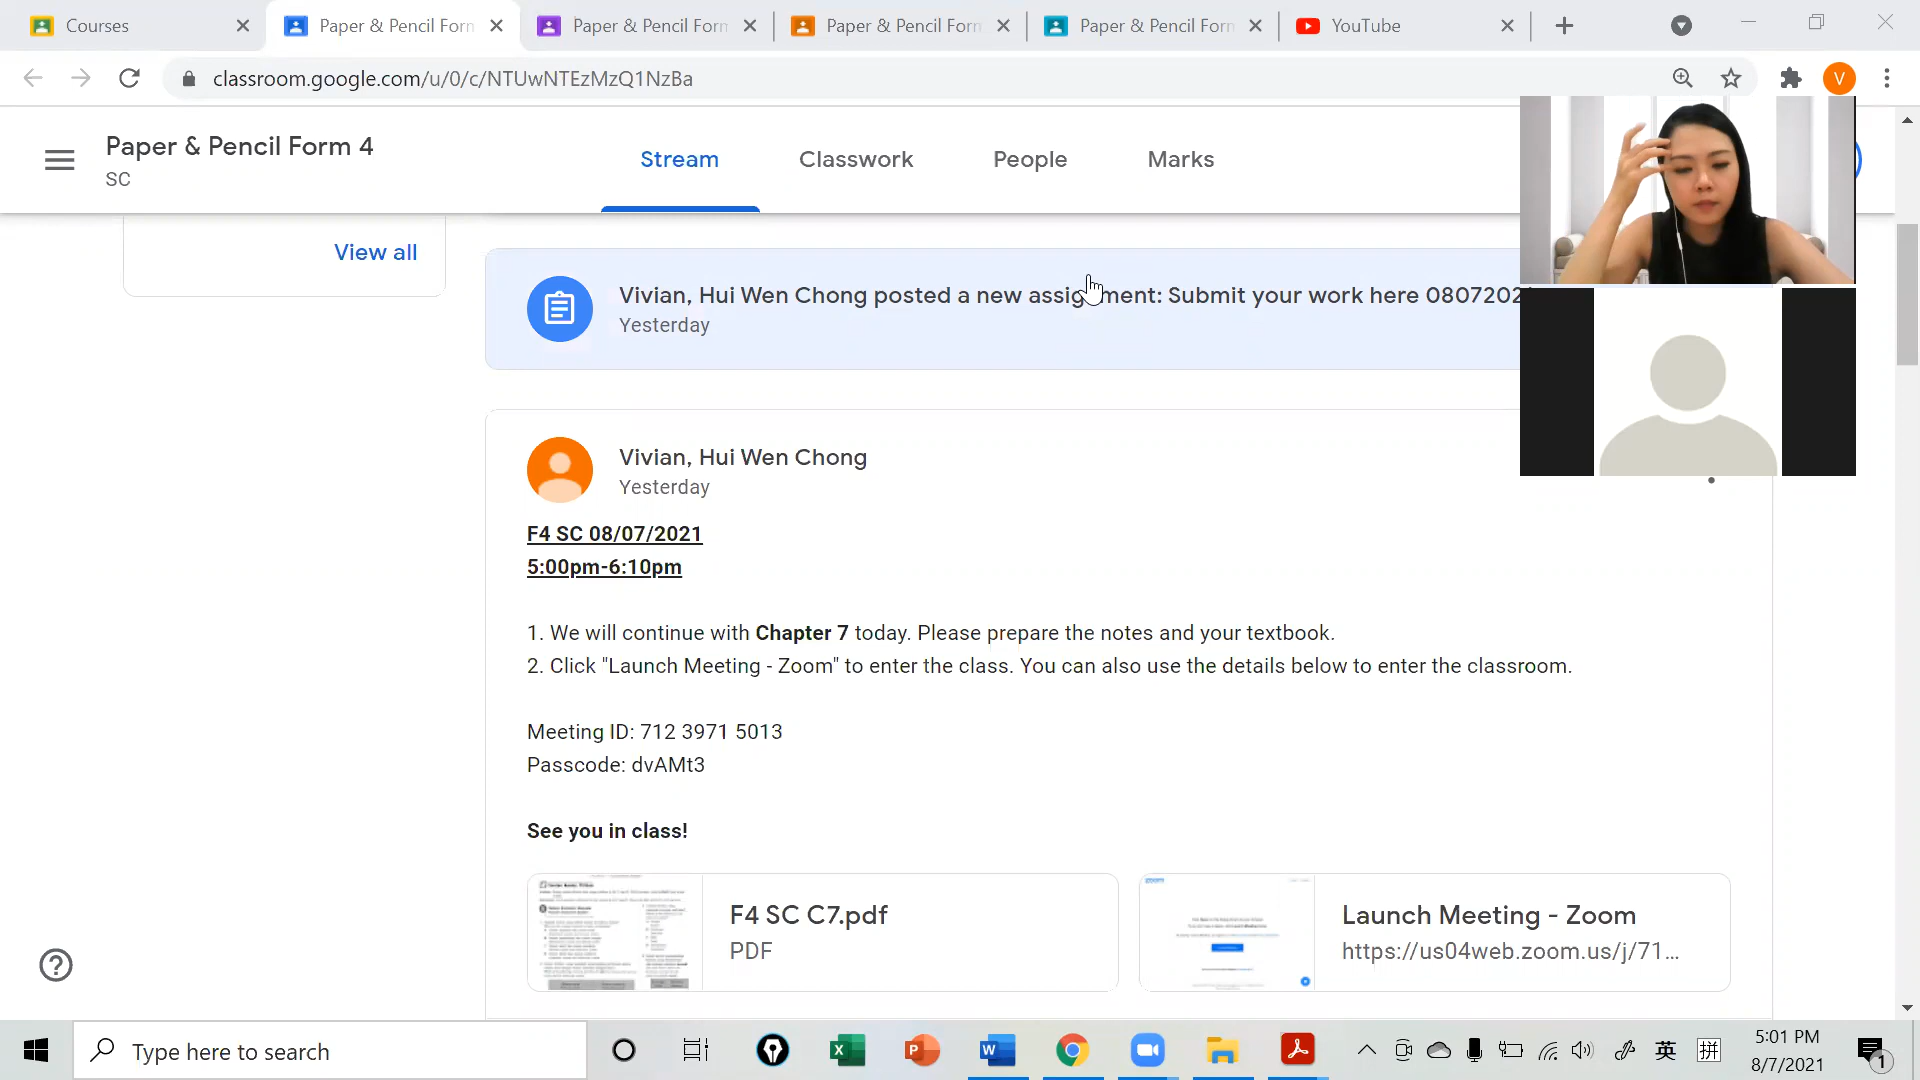 Courses
Paper & Pencil Form
Paper & Pencil Form
Paper & Pencil Form
Paper & Pencil Form
YouTube
classroom.google.com/u/0/c/NTUwNTEzMzQ1NzBa
V
Paper & Pencil Form 4
SC
Stream
Classwork
People
Marks
View all
Vivian, Hui Wen Chong posted a new assignment: Submit your work here 0807202
Yesterday
Vivian, Hui Wen Chong
Yesterday
F4 SC 08/07/2021
5:00pm-6:10pm
1. We will continue with Chapter 7 today. Please prepare the notes and your textbook.
2. Click "Launch Meeting - Zoom" to enter the class. You can also use the details below to enter the classroom.
Meeting ID: 712 3971 5013
Passcode: dvAMt3
See you in class!
F4 SC C7.pdf
PDF
Launch Meeting - Zoom
https://us04web.zoom.us/j/71...
Type here to search
英
拼
5:01 PM
8/7/2021
1